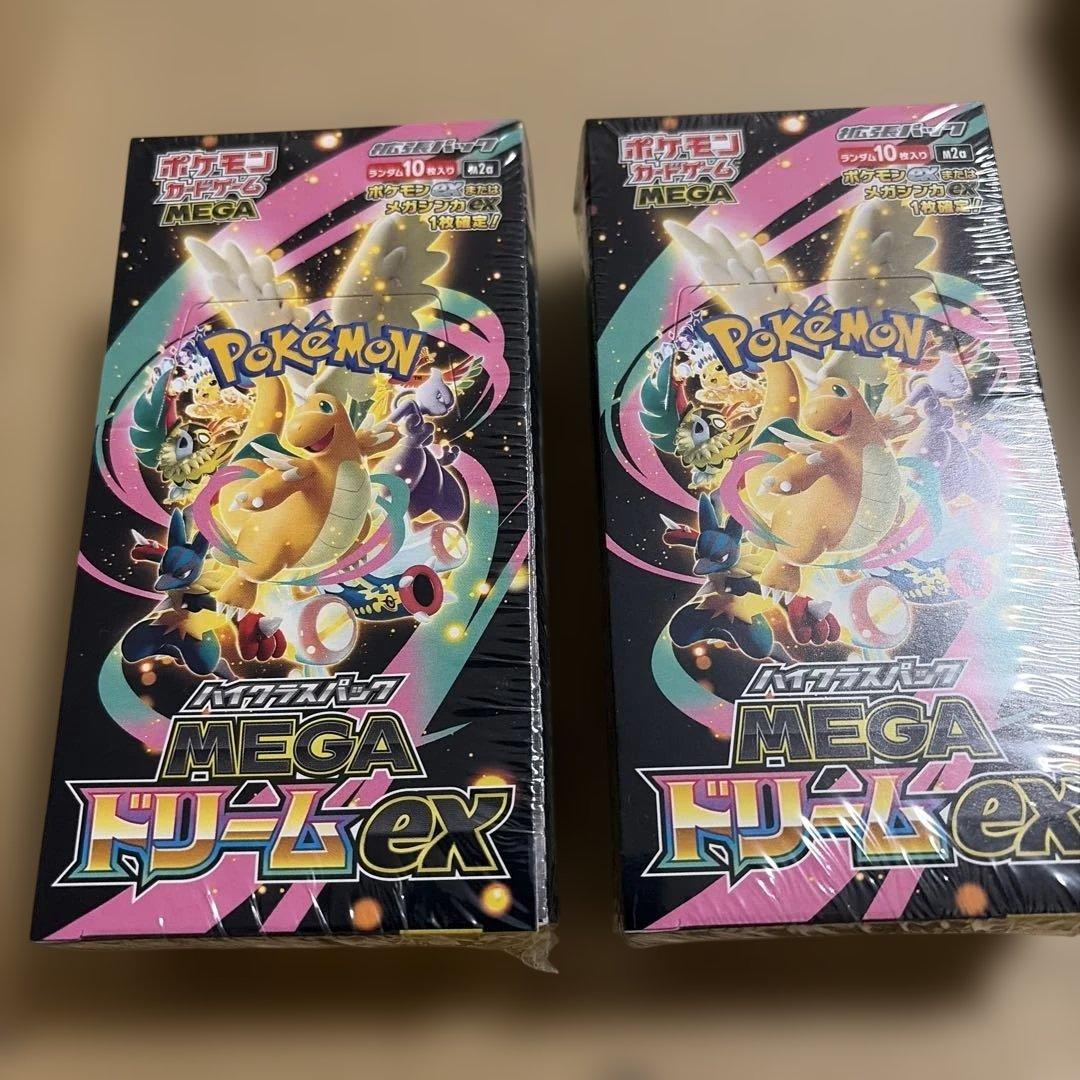 ポケモン
カードゲーム
MEGA
拡張パック
ランダム10枚入り M2a
ポケモンexまたは
メガシンカex
1枚確定!
POKÉMON
ハイクラスパック
MEGA
ドリームex
ポケモン
カードゲーム
MEGA
拡張パック
ランダム10枚入り M2a
ポケモンexまたは
メガシンカex
1枚確定!
POKÉMON
ハイクラスパック
MEGA
ドリームex